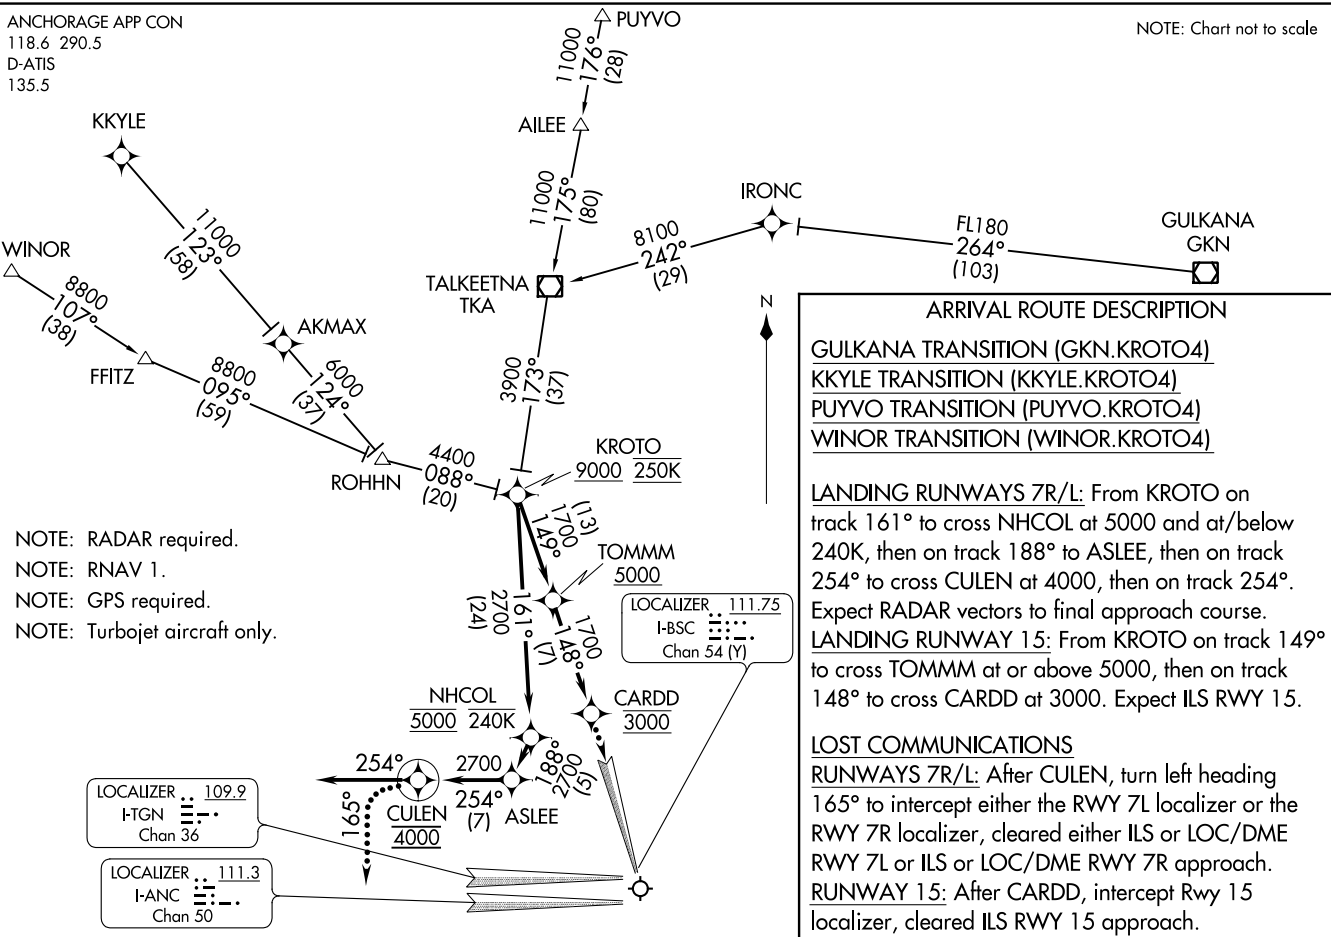 ANCHORAGE APP CON
118.6 290.5
D-ATIS
135.5
NOTE: Chart not to scale
PUYVO
11000
176°
(28)
AILEE
11000
175°
(80)
KKYLE
11000
123°
(58)
WINOR
8800
107°
(38)
FFITZ
8800
095°
(59)
AKMAX
6000
124°
(37)
ROHHN
4400
088°
(20)
IRONC
8100
242°
(29)
FL180
264°
(103)
GULKANA
GKN
TALKEETNA
TKA
3900
173°
(37)
N
KROTO
9000 250K
(13)
1700
149°
TOMMM
5000
161°
2700
(24)
1700
148°
(7)
LOCALIZER 111.75
I-BSC
Chan 54 (Y)
NHCOL
5000 240K
CARDD
3000
188°
2700
(5)
ASLEE
2700
254°
(7)
CULEN
4000
254°
165°
LOCALIZER 109.9
I-TGN
Chan 36
LOCALIZER 111.3
I-ANC
Chan 50
NOTE: RADAR required.
NOTE: RNAV 1.
NOTE: GPS required.
NOTE: Turbojet aircraft only.
ARRIVAL ROUTE DESCRIPTION
GULKANA TRANSITION (GKN.KROTO4)
KKYLE TRANSITION (KKYLE.KROTO4)
PUYVO TRANSITION (PUYVO.KROTO4)
WINOR TRANSITION (WINOR.KROTO4)
LANDING RUNWAYS 7R/L: From KROTO on
track 161° to cross NHCOL at 5000 and at/below
240K, then on track 188° to ASLEE, then on track
254° to cross CULEN at 4000, then on track 254°.
Expect RADAR vectors to final approach course.
LANDING RUNWAY 15: From KROTO on track 149°
to cross TOMMM at or above 5000, then on track
148° to cross CARDD at 3000. Expect ILS RWY 15.
LOST COMMUNICATIONS
RUNWAYS 7R/L: After CULEN, turn left heading
165° to intercept either the RWY 7L localizer or the
RWY 7R localizer, cleared either ILS or LOC/DME
RWY 7L or ILS or LOC/DME RWY 7R approach.
RUNWAY 15: After CARDD, intercept Rwy 15
localizer, cleared ILS RWY 15 approach.